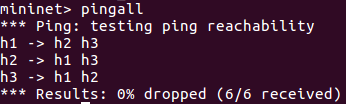 mininet> pingall
*** Ping: testing ping reachability
h1 -> h2 h3
h2 -> h1 h3
h3 -> h1 h2
*** Results: 0% dropped (6/6 received)